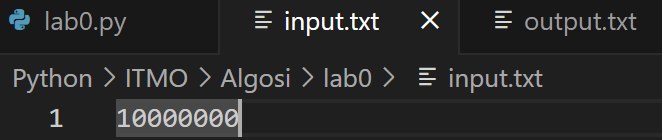 lab0.py input.txt output.txt
Python > ITMO > Algosi > lab0 > input.txt
1 10000000